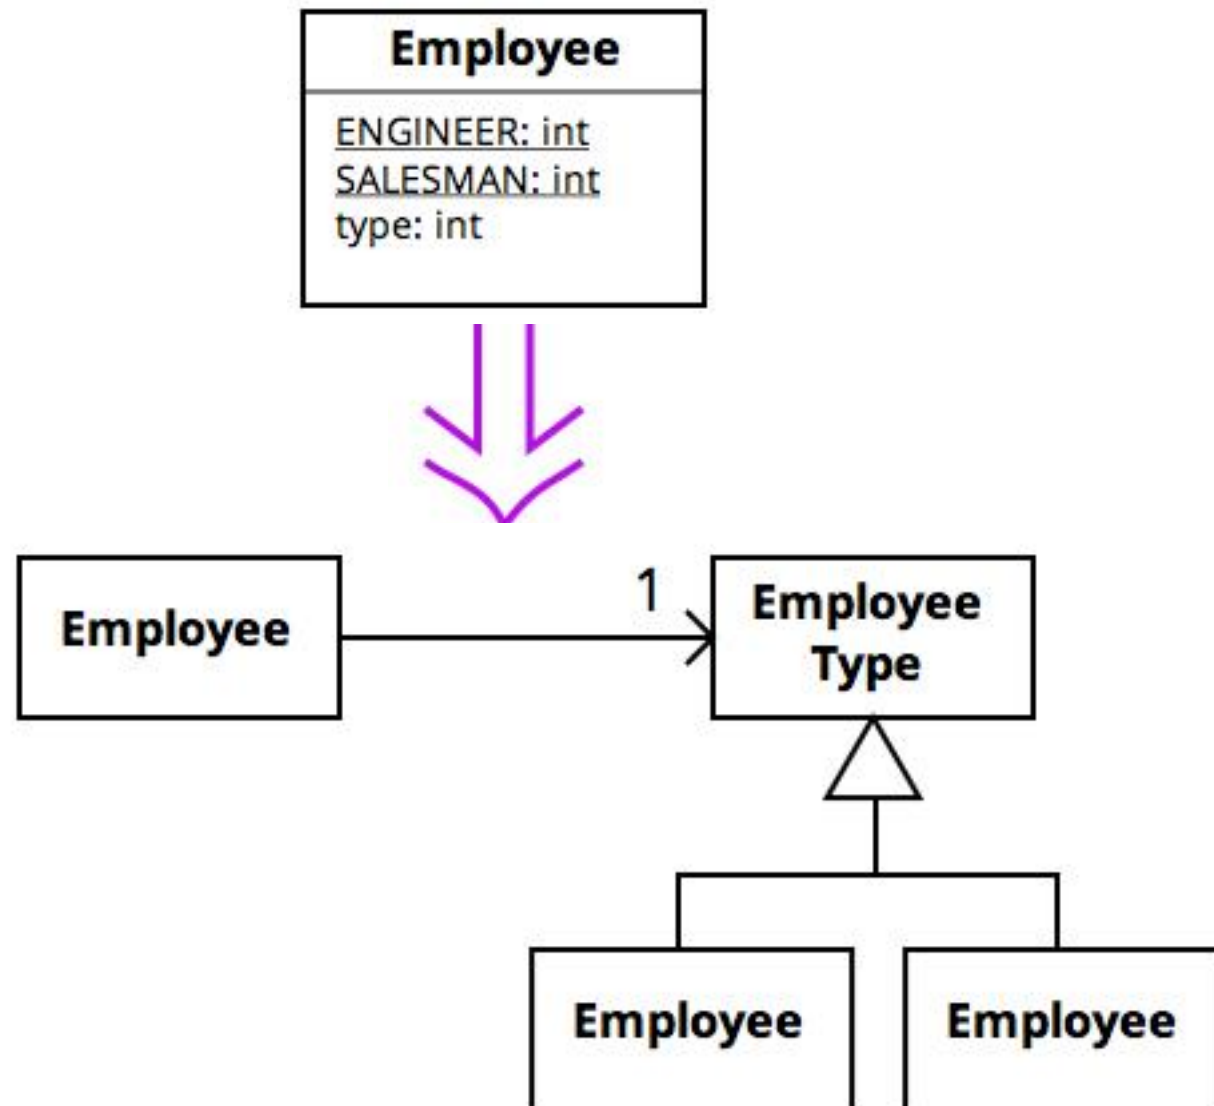 Employee
ENGINEER: int
SALESMAN: int
type: int
Employee
1
Employee
Type
Employee
Employee